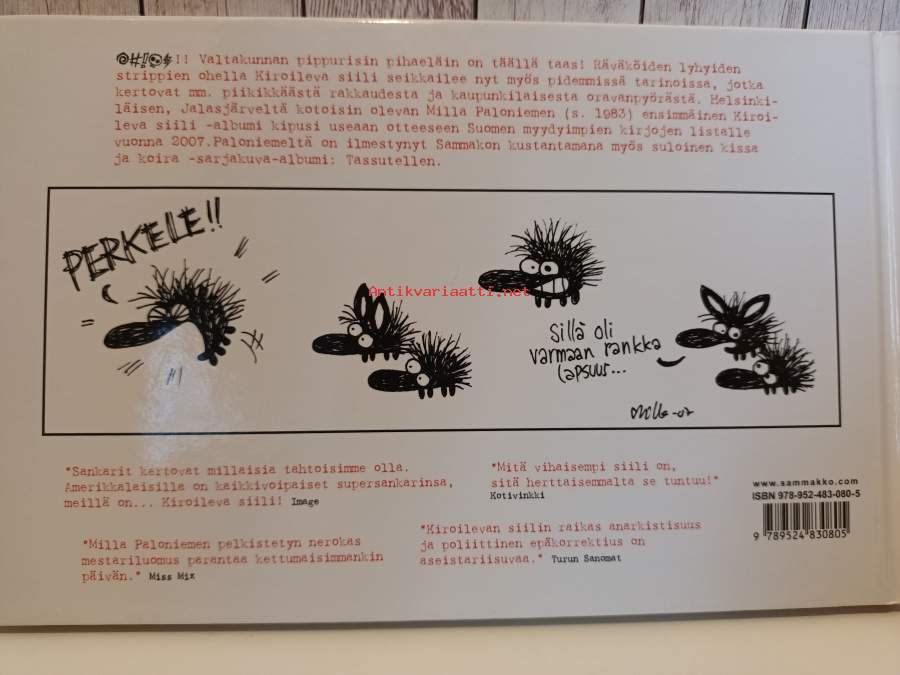 @#!!☠$!! Valtakunnan pippurisin pihaeläin on täällä taas! Räväköiden lyhyiden
strippien ohella Kiroileva siili seikkailee nyt myös pidemmissä tarinoissa, jotka
kertovat mm. piikikkäästä rakkaudesta ja kaupunkilaisesta oravanpyörästä. Helsinki-
läisen, Jalasjärveltä kotoisin olevan Milla Paloniemen (s. 1983) ensimmäinen Kiroi-
leva siili -albumi kipusi useaan otteeseen Suomen myydyimpien kirjojen listalle
vuonna 2007.Paloniemeltä on ilmestynyt Sammakon kustantamana myös suloinen kissa
ja koira -sarjakuva-albumi: Tassutellen.
PERKELE!!
Antikvariaatti.net
Sillä oli
varmaan rankka
lapsuus...
Milla -07
"Sankarit kertovat millaisia tahtoisimme olla.
Amerikkalaisilla on kaikkivoipaiset supersankarinsa,
meillä on... Kiroileva siili!" Image
"Mitä vihaisempi siili on,
sitä herttaisemmalta se tuntuu!"
Kotivinkki
"Milla Paloniemen pelkistetyn nerokas
mestariluomus parantaa kettumaisimmankin
päivän." Miss Mix
"Kiroilevan siilin raikas anarkistisuus
ja poliittinen epäkorrektius on
aseistariisuvaa." Turun Sanomat
www.sammakko.com
ISBN 978-952-483-080-5
9 789524 830805